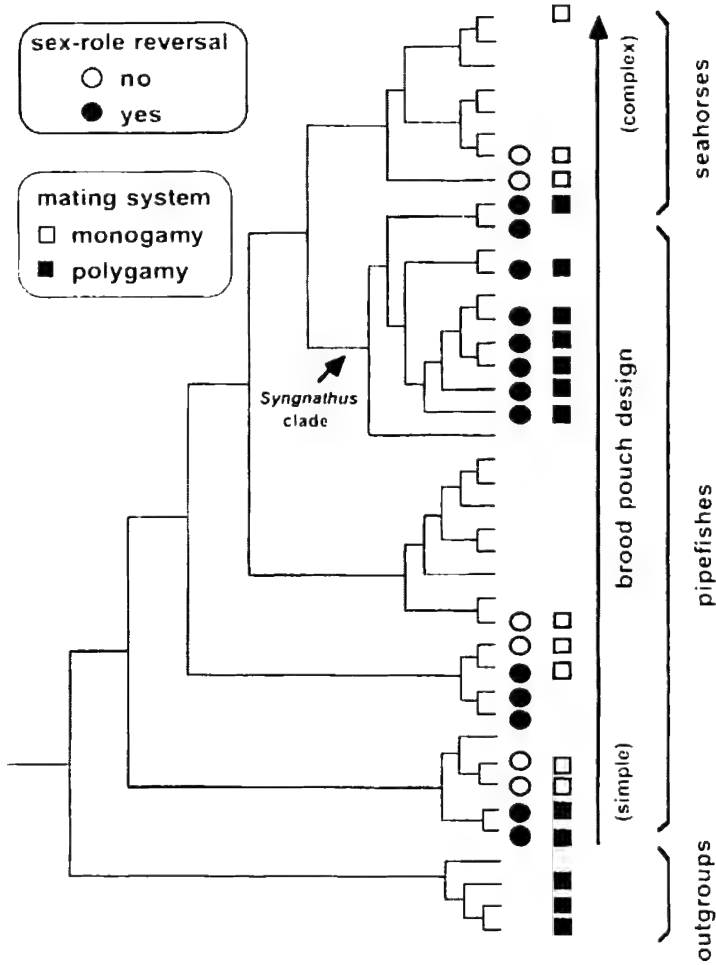 sex-role reversal
no
yes
mating system
monogamy
polygamy
Syngnathus
clade
(complex)
brood pouch design
(simple)
seahorses
pipefishes
outgroups